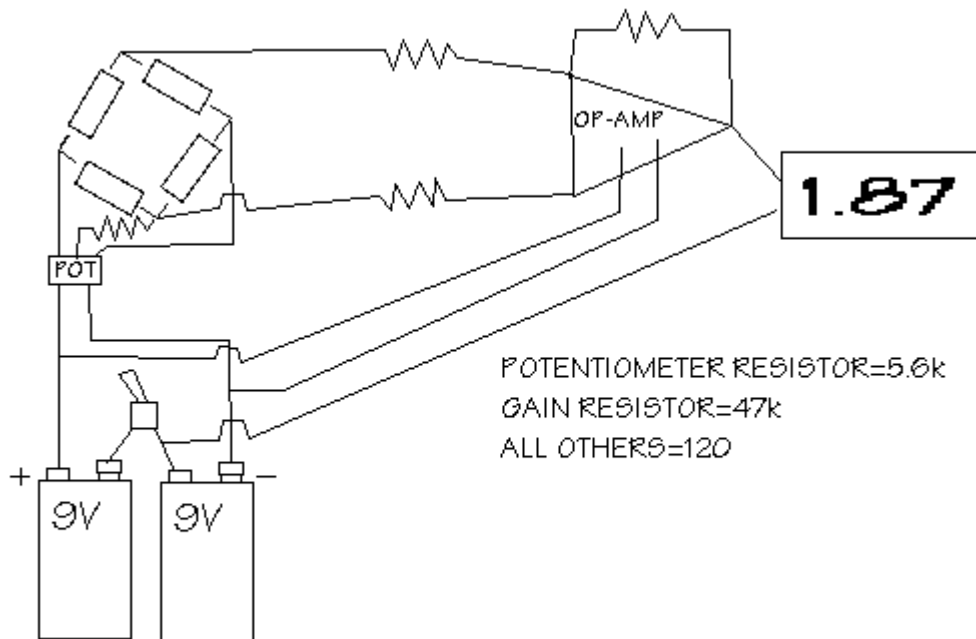 OP-AMP
1.87
POT
POTENTIOMETER RESISTOR=5.6k
GAIN RESISTOR=47k
ALL OTHERS=120
+ -
9V 9V